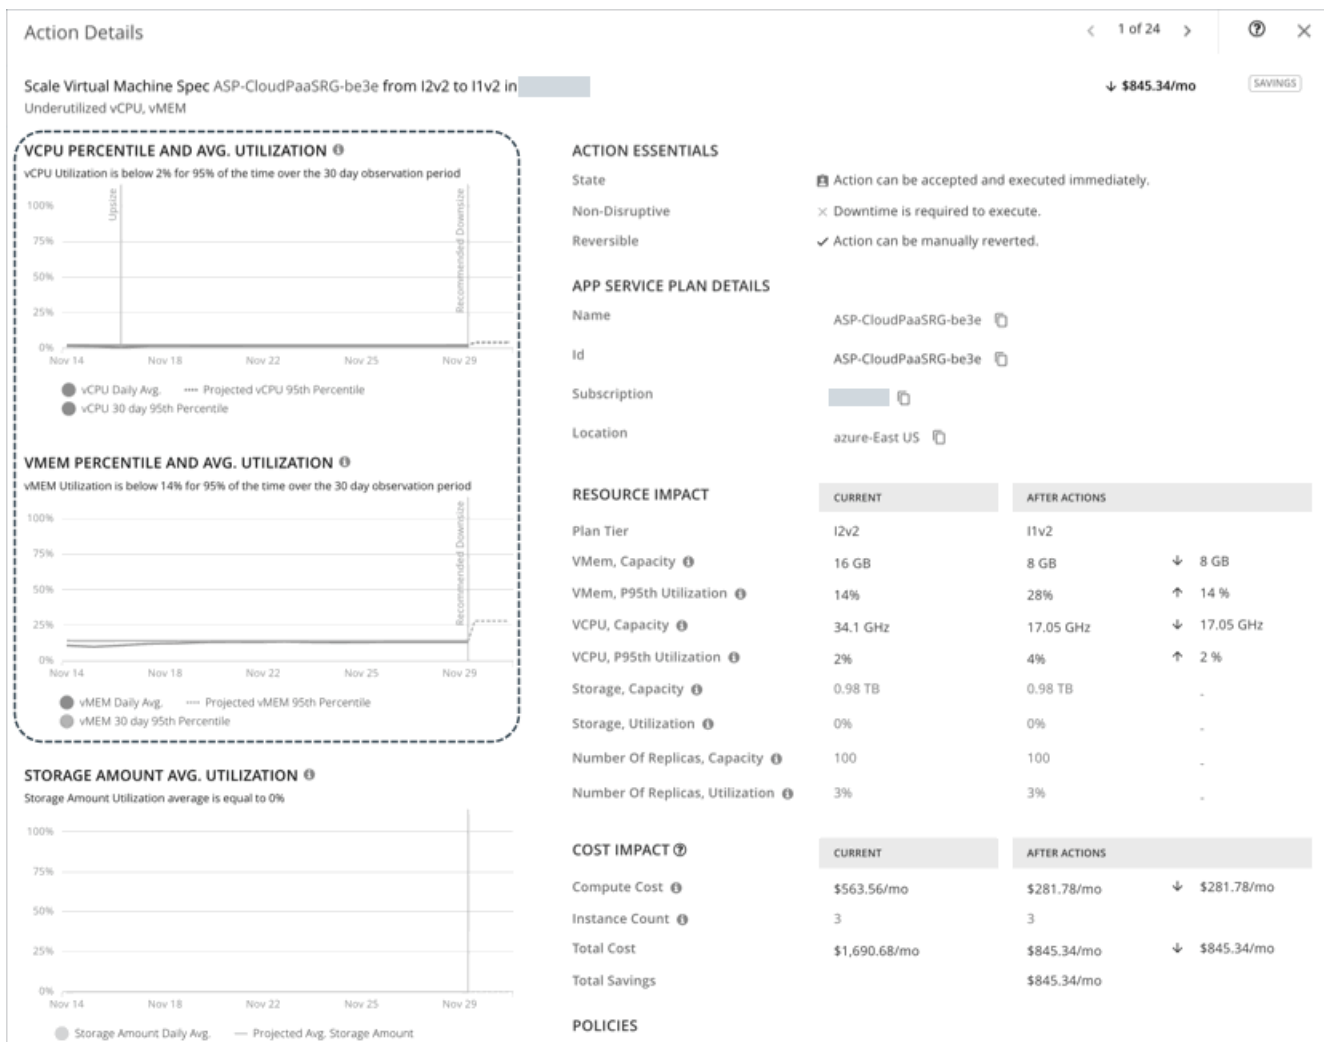 Action Details
1 of 24
Scale Virtual Machine Spec ASP-CloudPaaSRG-be3e from I2v2 to I1v2 in
$845.34/mo
SAVINGS
Underutilized vCPU, vMEM
VCPU PERCENTILE AND AVG. UTILIZATION
vCPU Utilization is below 2% for 95% of the time over the 30 day observation period
100%
75%
50%
25%
0%
Upsize
Recommended Downsize
Nov 14 Nov 18 Nov 22 Nov 25 Nov 29
vCPU Daily Avg. Projected vCPU 95th Percentile
vCPU 30 day 95th Percentile
VMEM PERCENTILE AND AVG. UTILIZATION
vMEM Utilization is below 14% for 95% of the time over the 30 day observation period
100%
75%
50%
25%
0%
Recommended Downsize
Nov 14 Nov 18 Nov 22 Nov 25 Nov 29
vMEM Daily Avg. Projected vMEM 95th Percentile
vMEM 30 day 95th Percentile
STORAGE AMOUNT AVG. UTILIZATION
Storage Amount Utilization average is equal to 0%
100%
75%
50%
25%
0%
Nov 14 Nov 18 Nov 22 Nov 25 Nov 29
Storage Amount Daily Avg. Projected Avg. Storage Amount
ACTION ESSENTIALS
State Action can be accepted and executed immediately.
Non-Disruptive Downtime is required to execute.
Reversible Action can be manually reverted.
APP SERVICE PLAN DETAILS
Name ASP-CloudPaaSRG-be3e
Id ASP-CloudPaaSRG-be3e
Subscription
Location azure-East US
RESOURCE IMPACT CURRENT AFTER ACTIONS
Plan Tier I2v2 I1v2
VMem, Capacity 16 GB 8 GB 8 GB
VMem, P95th Utilization 14% 28% 14 %
VCPU, Capacity 34.1 GHz 17.05 GHz 17.05 GHz
VCPU, P95th Utilization 2% 4% 2 %
Storage, Capacity 0.98 TB 0.98 TB -
Storage, Utilization 0% 0% -
Number Of Replicas, Capacity 100 100 -
Number Of Replicas, Utilization 3% 3% -
COST IMPACT CURRENT AFTER ACTIONS
Compute Cost $563.56/mo $281.78/mo $281.78/mo
Instance Count 3 3
Total Cost $1,690.68/mo $845.34/mo $845.34/mo
Total Savings $845.34/mo
POLICIES